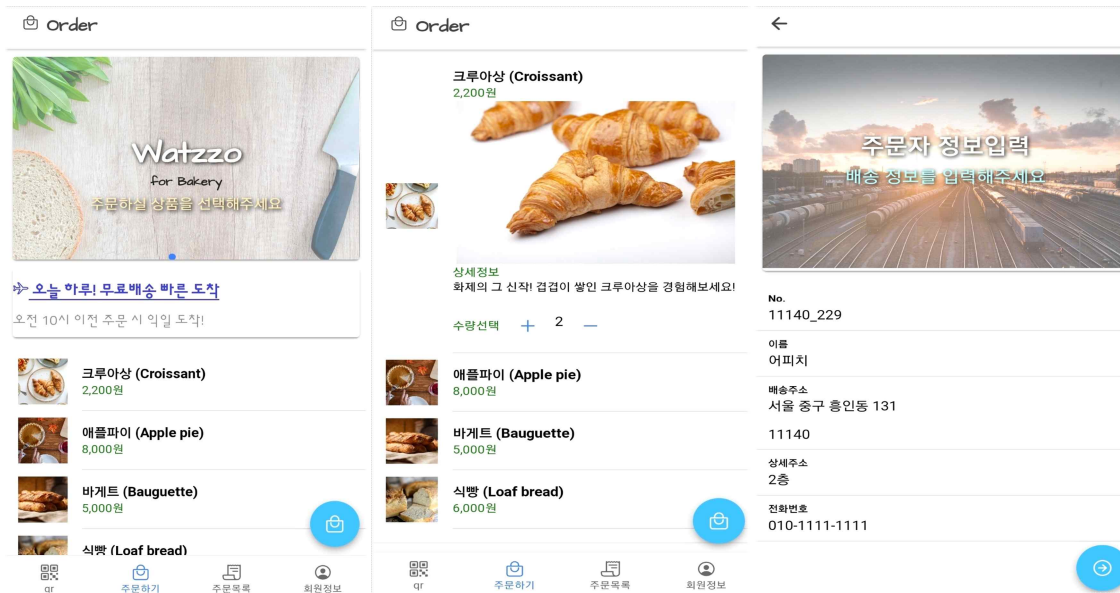 Order
Watzzo
for Bakery
주문하실 상품을 선택해주세요
오늘 하루! 무료배송 빠른 도착
오전 10시 이전 주문 시 익일 도착!
크루아상 (Croissant)
2,200원
애플파이 (Apple pie)
8,000원
바게트 (Bauguette)
5,000원
식빵 (Loaf bread)
qr
주문하기
주문목록
회원정보
Order
크루아상 (Croissant)
2,200원
상세정보
화제의 그 신작! 겹겹이 쌓인 크루아상을 경험해보세요!
수량선택 + 2 −
애플파이 (Apple pie)
8,000원
바게트 (Bauguette)
5,000원
식빵 (Loaf bread)
6,000원
qr
주문하기
주문목록
회원정보
주문자 정보입력
배송 정보를 입력해주세요
No.
11140_229
이름
어피치
배송주소
서울 중구 흥인동 131
11140
상세주소
2층
전화번호
010-1111-1111